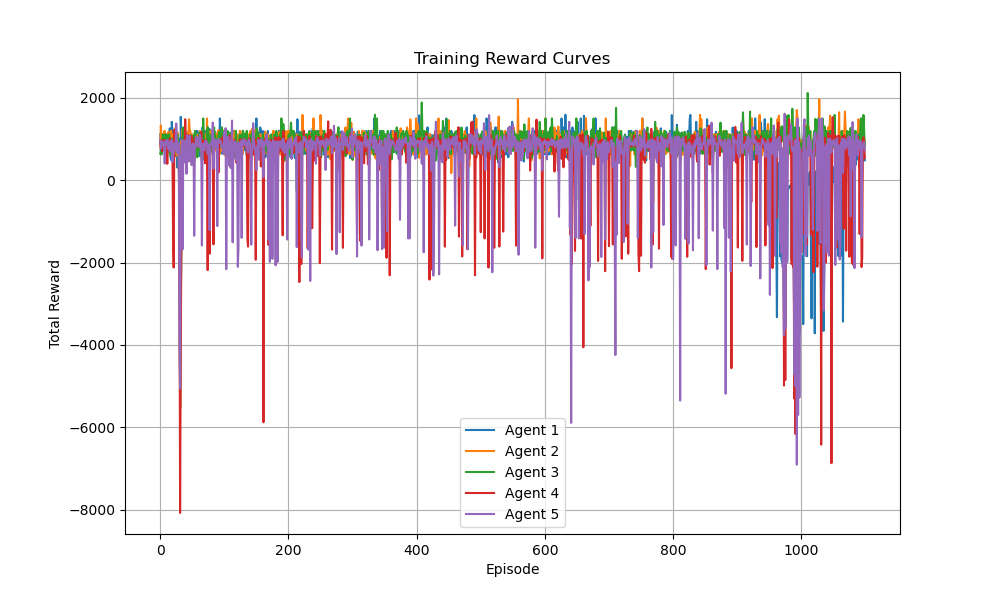 Training Reward Curves
2000
0
−2000
−4000
−6000
−8000
Total Reward
0 200 400 600 800 1000
Episode
Agent 1
Agent 2
Agent 3
Agent 4
Agent 5